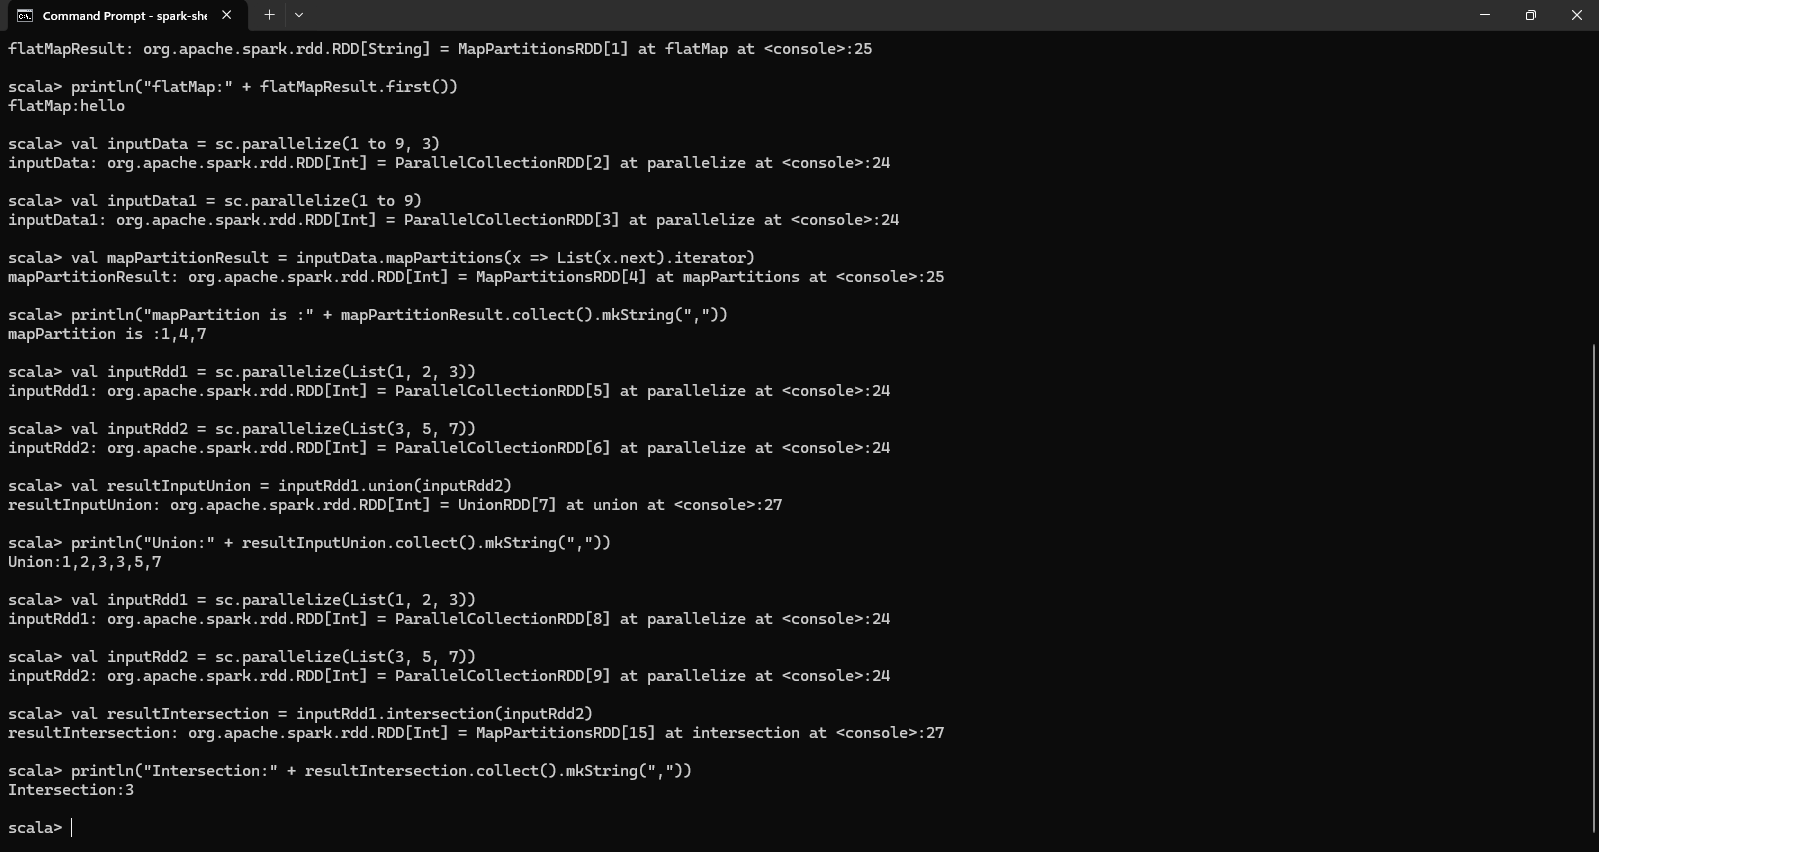 Command Prompt - spark-she
flatMapResult: org.apache.spark.rdd.RDD[String] = MapPartitionsRDD[1] at flatMap at <console>:25
scala> println("flatMap:" + flatMapResult.first())
flatMap:hello
scala> val inputData = sc.parallelize(1 to 9, 3)
inputData: org.apache.spark.rdd.RDD[Int] = ParallelCollectionRDD[2] at parallelize at <console>:24
scala> val inputData1 = sc.parallelize(1 to 9)
inputData1: org.apache.spark.rdd.RDD[Int] = ParallelCollectionRDD[3] at parallelize at <console>:24
scala> val mapPartitionResult = inputData.mapPartitions(x => List(x.next).iterator)
mapPartitionResult: org.apache.spark.rdd.RDD[Int] = MapPartitionsRDD[4] at mapPartitions at <console>:25
scala> println("mapPartition is :" + mapPartitionResult.collect().mkString(","))
mapPartition is :1,4,7
scala> val inputRdd1 = sc.parallelize(List(1, 2, 3))
inputRdd1: org.apache.spark.rdd.RDD[Int] = ParallelCollectionRDD[5] at parallelize at <console>:24
scala> val inputRdd2 = sc.parallelize(List(3, 5, 7))
inputRdd2: org.apache.spark.rdd.RDD[Int] = ParallelCollectionRDD[6] at parallelize at <console>:24
scala> val resultInputUnion = inputRdd1.union(inputRdd2)
resultInputUnion: org.apache.spark.rdd.RDD[Int] = UnionRDD[7] at union at <console>:27
scala> println("Union:" + resultInputUnion.collect().mkString(","))
Union:1,2,3,3,5,7
scala> val inputRdd1 = sc.parallelize(List(1, 2, 3))
inputRdd1: org.apache.spark.rdd.RDD[Int] = ParallelCollectionRDD[8] at parallelize at <console>:24
scala> val inputRdd2 = sc.parallelize(List(3, 5, 7))
inputRdd2: org.apache.spark.rdd.RDD[Int] = ParallelCollectionRDD[9] at parallelize at <console>:24
scala> val resultIntersection = inputRdd1.intersection(inputRdd2)
resultIntersection: org.apache.spark.rdd.RDD[Int] = MapPartitionsRDD[15] at intersection at <console>:27
scala> println("Intersection:" + resultIntersection.collect().mkString(","))
Intersection:3
scala>